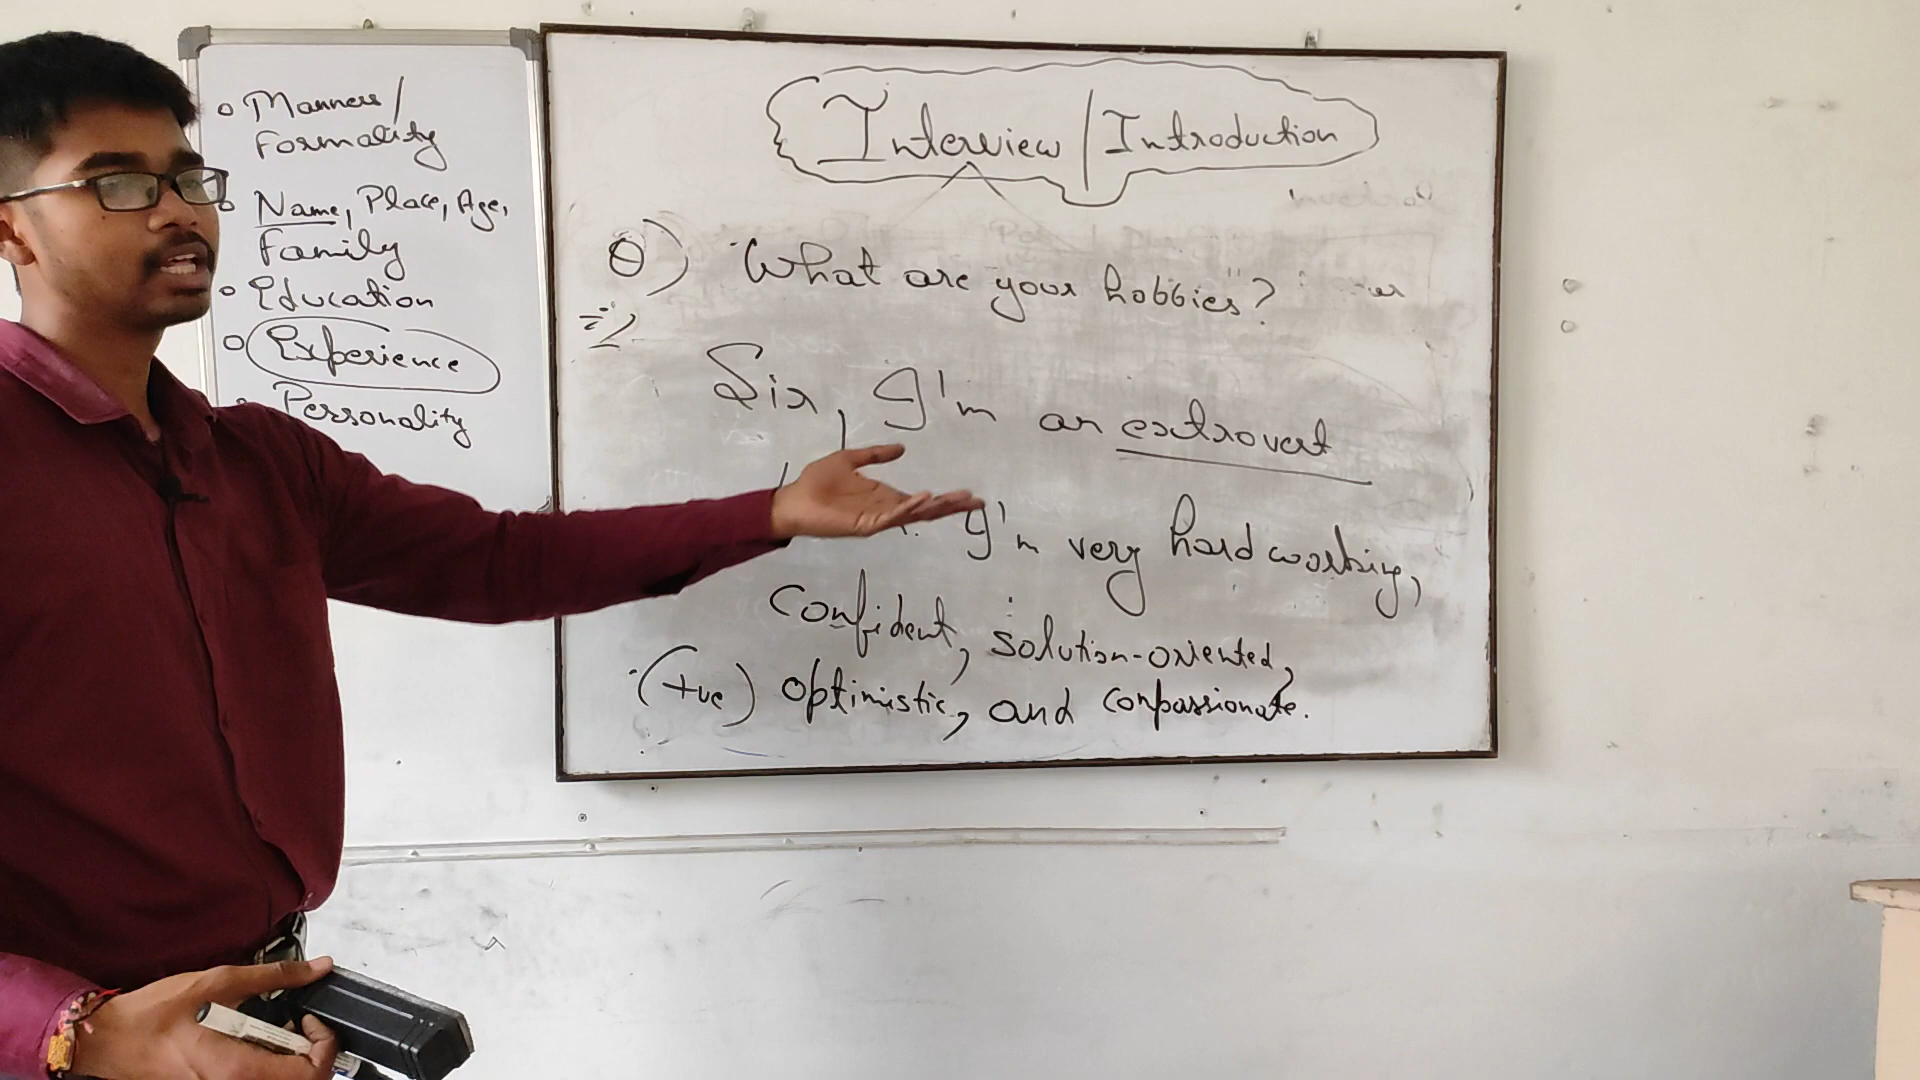 o Manners/
Formality
o Name, Place, Age,
Family
o Education
o Experience
Personality
Interview | Introduction
Q) What are your hobbies?
Sir, I'm an extrovert
I'm very hardworking,
Confident, solution-oriented,
(+ve) optimistic, and compassionate.